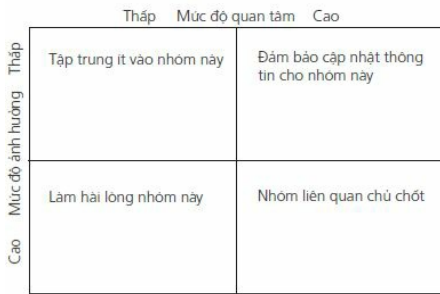 Thấp Mức độ quan tâm Cao
Thấp
Mức độ ảnh hưởng
Cao
Tập trung ít vào nhóm này
Đảm bảo cập nhật thông
tin cho nhóm này
Làm hài lòng nhóm này
Nhóm liên quan chủ chốt